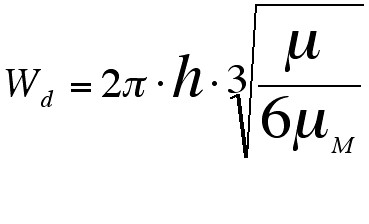 W_d = 2π · h · ∛(μ / 6μ_M)